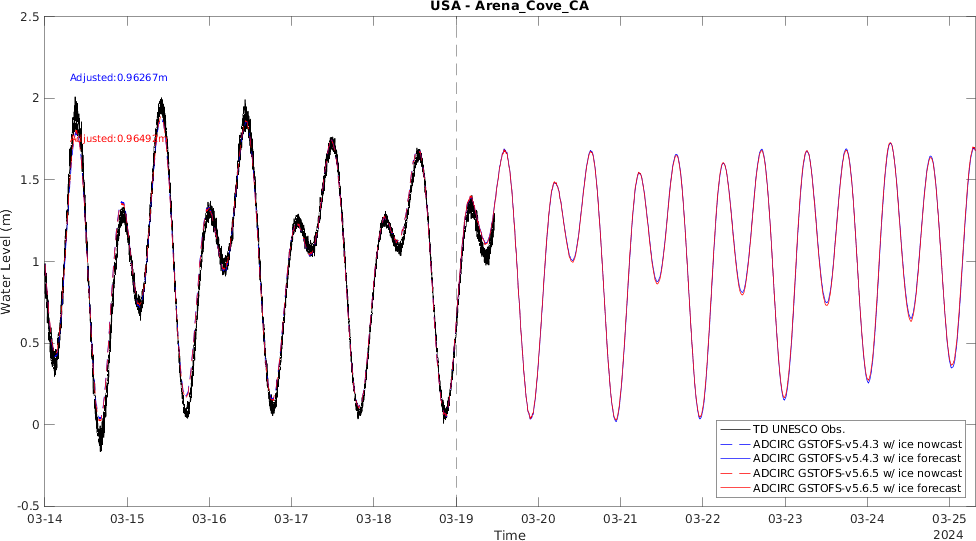 USA - Arena_Cove_CA
2.5
Adjusted:0.96267m
2
Adjusted:0.96497m
1.5
Water Level (m)
1
0.5
0
TD UNESCO Obs.
ADCIRC GSTOFS-v5.4.3 w/ ice nowcast
ADCIRC GSTOFS-v5.4.3 w/ ice forecast
ADCIRC GSTOFS-v5.6.5 w/ ice nowcast
ADCIRC GSTOFS-v5.6.5 w/ ice forecast
-0.5
03-14 03-15 03-16 03-17 03-18 03-19 03-20 03-21 03-22 03-23 03-24 03-25
Time
2024